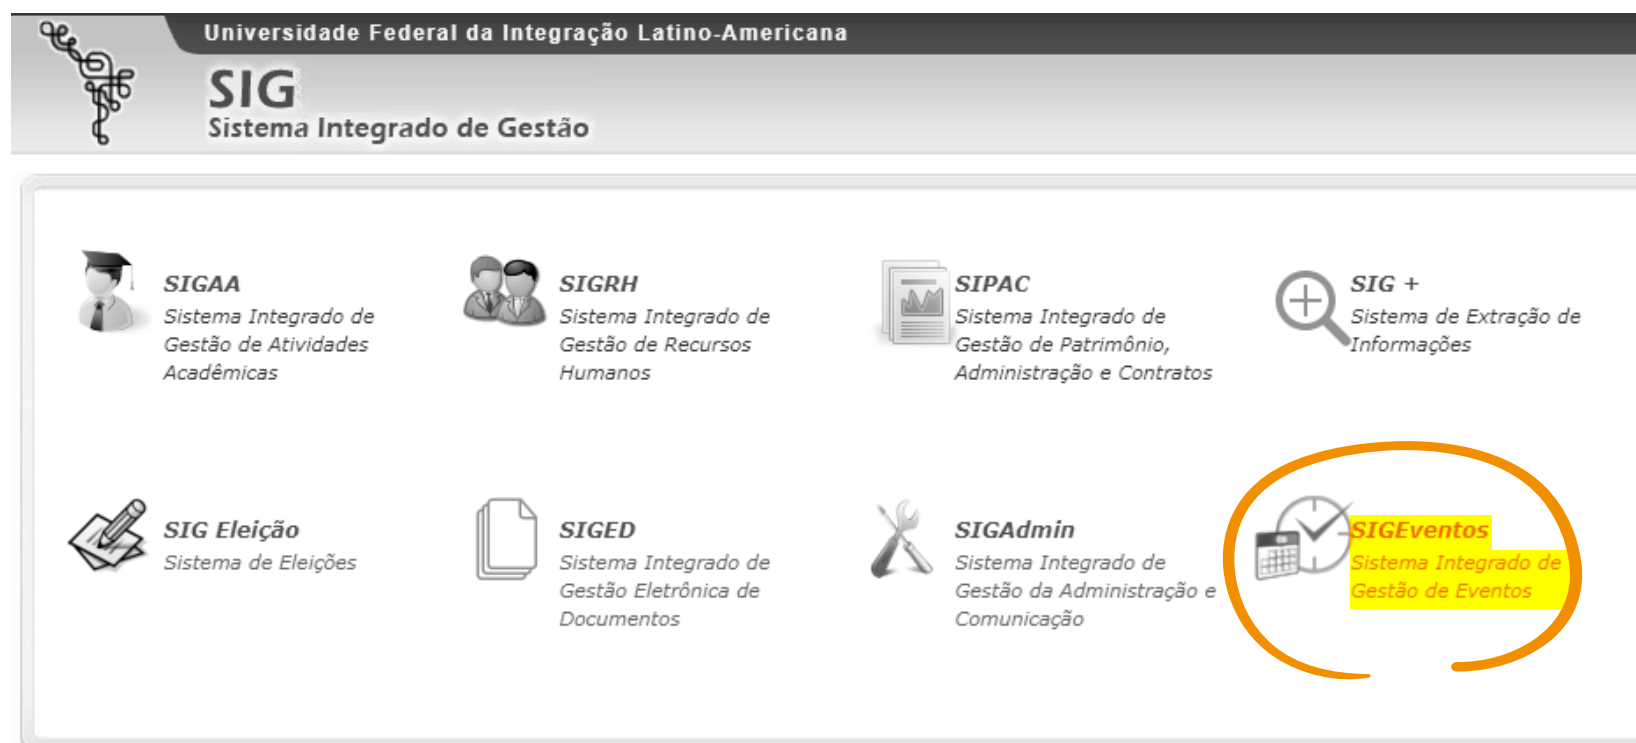 Universidade Federal da Integração Latino-Americana
SIG
Sistema Integrado de Gestão
SIGAA
Sistema Integrado de
Gestão de Atividades
Acadêmicas
SIGRH
Sistema Integrado de
Gestão de Recursos
Humanos
SIPAC
Sistema Integrado de
Gestão de Patrimônio,
Administração e Contratos
SIG +
Sistema de Extração de
Informações
SIG Eleição
Sistema de Eleições
SIGED
Sistema Integrado de
Gestão Eletrônica de
Documentos
SIGAdmin
Sistema Integrado de
Gestão da Administração e
Comunicação
SIGEventos
Sistema Integrado de
Gestão de Eventos